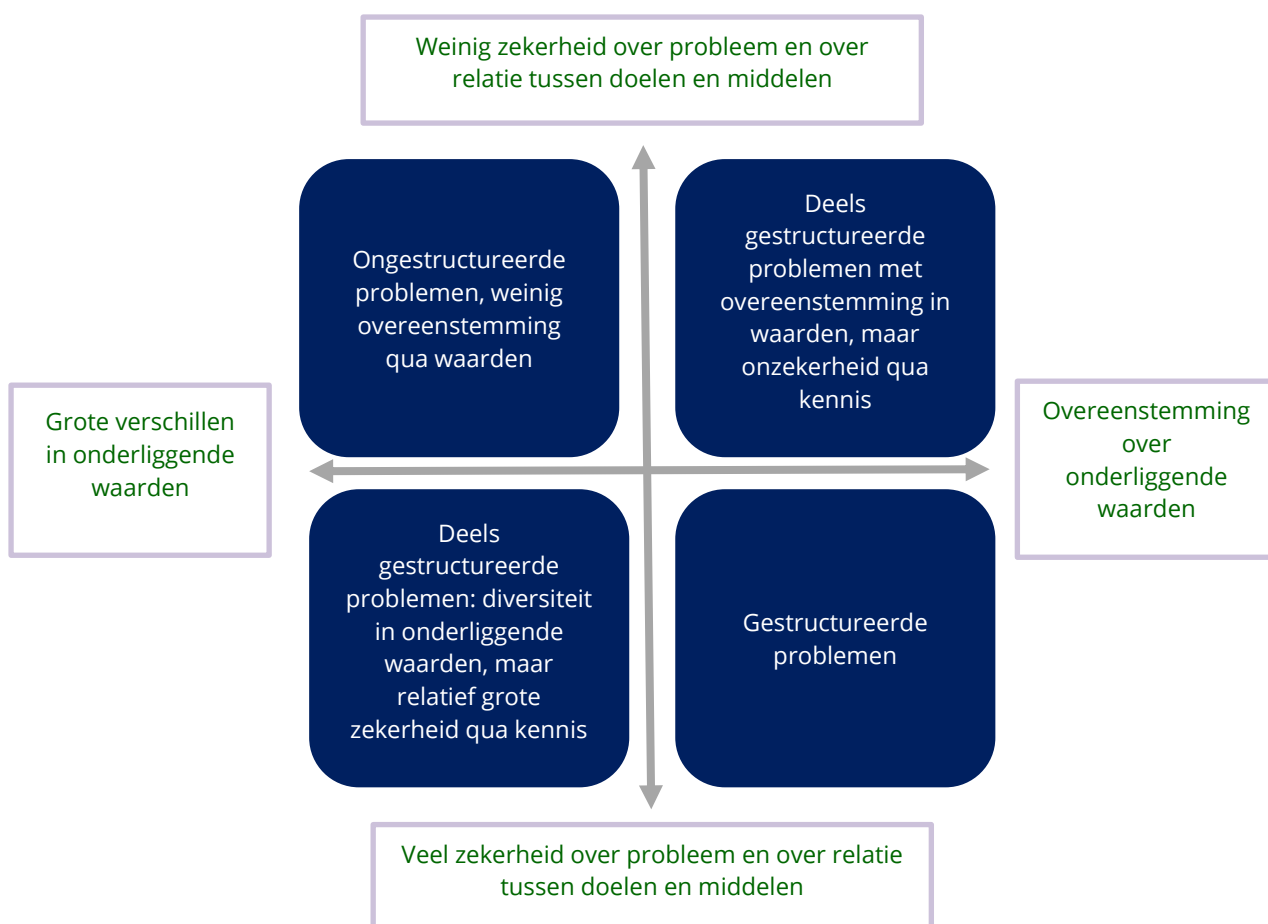 Weinig zekerheid over probleem en over
relatie tussen doelen en middelen
Ongestructureerde
problemen, weinig
overeenstemming
qua waarden
Deels
gestructureerde
problemen met
overeenstemming in
waarden, maar
onzekerheid qua
kennis
Grote verschillen
in onderliggende
waarden
Overeenstemming
over
onderliggende
waarden
Deels
gestructureerde
problemen: diversiteit
in onderliggende
waarden, maar
relatief grote
zekerheid qua kennis
Gestructureerde
problemen
Veel zekerheid over probleem en over relatie
tussen doelen en middelen